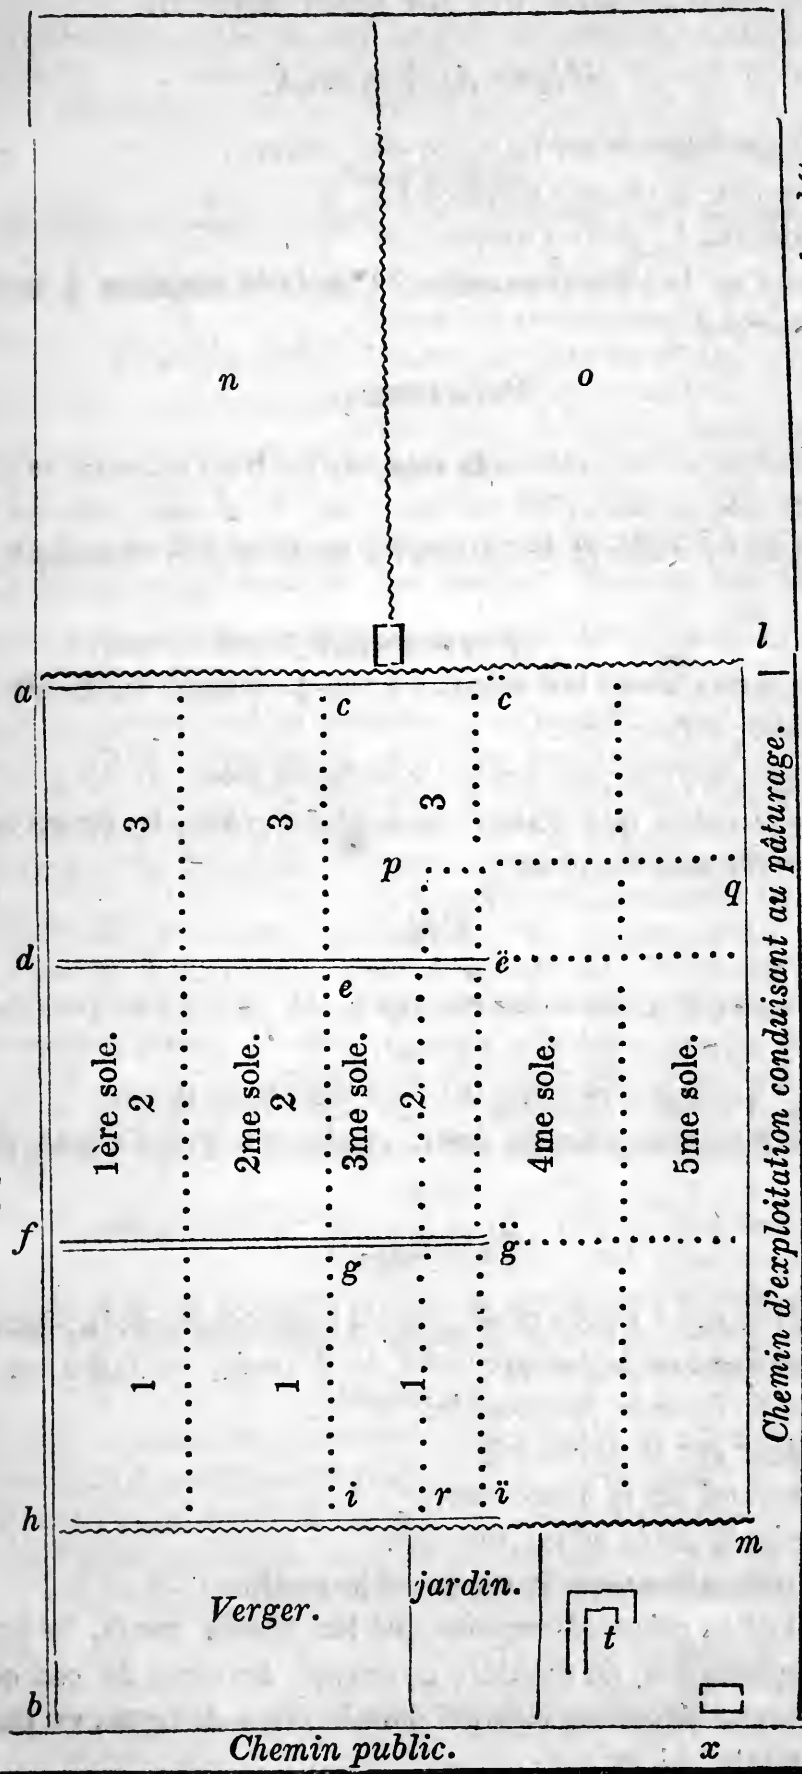 n o
l
a c c̈
3 3 3
p q
d ë
e
1ère sole. 2me sole. 3me sole. 4me sole. 5me sole.
2 2 2
f g̈
g
1 1 1
i r ï
h
m
Chemin d'exploitation conduisant au pâturage.
Verger. jardin.
t
b
Chemin public. x